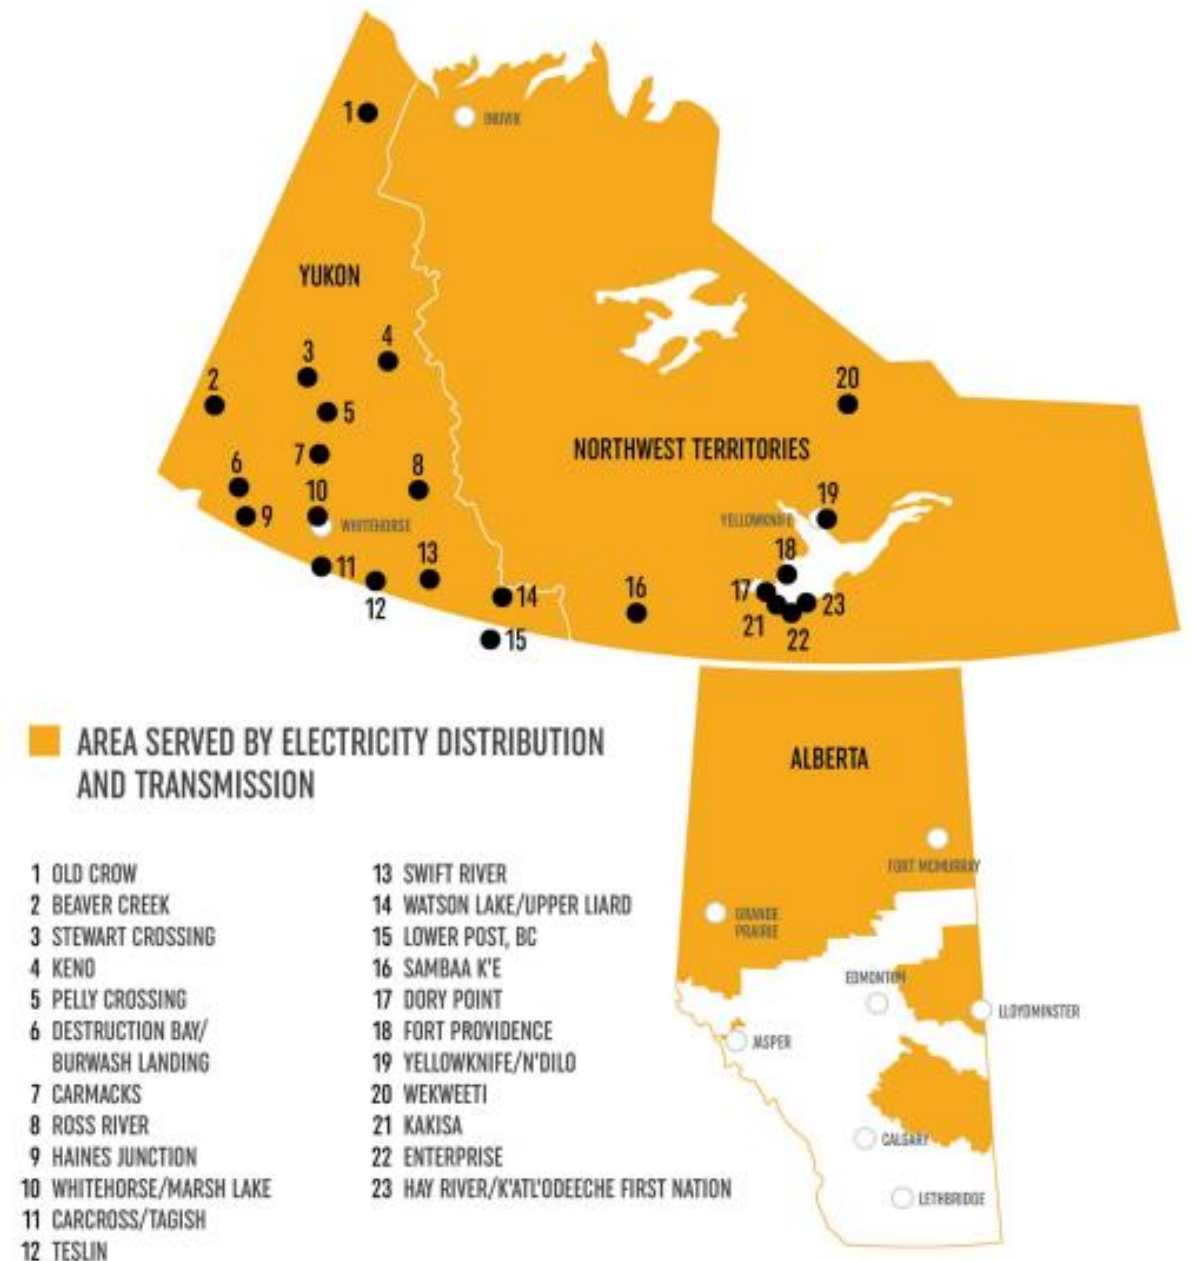 1
INUVIK
YUKON
4
3
2
20
5
NORTHWEST TERRITORIES
7
6
8
10
19
9
WHITEHORSE
YELLOWKNIFE
18
13
11
16
17
14
23
12
21
15
22
AREA SERVED BY ELECTRICITY DISTRIBUTION
AND TRANSMISSION
ALBERTA
FORT MCMURRAY
GRANDE
PRAIRIE
EDMONTON
LLOYDMINSTER
JASPER
CALGARY
LETHBRIDGE
1 OLD CROW
2 BEAVER CREEK
3 STEWART CROSSING
4 KENO
5 PELLY CROSSING
6 DESTRUCTION BAY/
BURWASH LANDING
7 CARMACKS
8 ROSS RIVER
9 HAINES JUNCTION
10 WHITEHORSE/MARSH LAKE
11 CARCROSS/TAGISH
12 TESLIN
13 SWIFT RIVER
14 WATSON LAKE/UPPER LIARD
15 LOWER POST, BC
16 SAMBAA K'E
17 DORY POINT
18 FORT PROVIDENCE
19 YELLOWKNIFE/N'DILO
20 WEKWEETI
21 KAKISA
22 ENTERPRISE
23 HAY RIVER/K'ATL'ODEECHE FIRST NATION